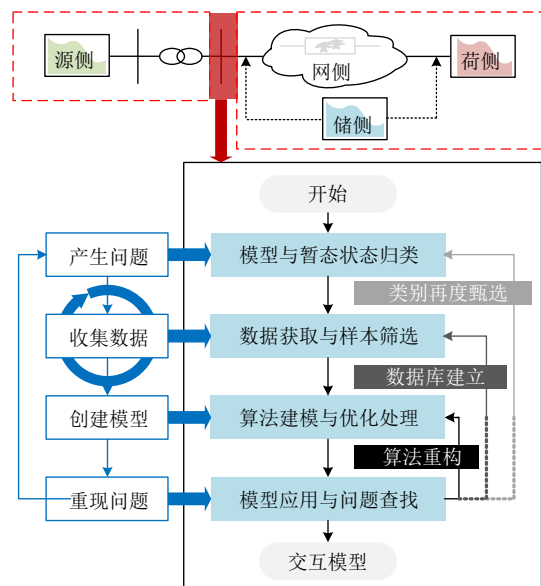 源侧
网侧
荷侧
储侧
开始
产生问题
模型与暂态状态归类
类别再度甄选
收集数据
数据获取与样本筛选
数据库建立
创建模型
算法建模与优化处理
算法重构
重现问题
模型应用与问题查找
交互模型